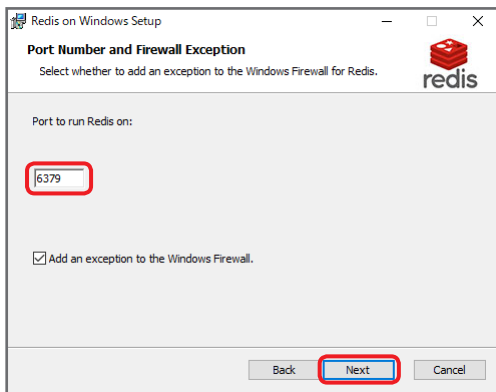 Redis on Windows Setup
Port Number and Firewall Exception
Select whether to add an exception to the Windows Firewall for Redis.
redis
Port to run Redis on:
6379
Add an exception to the Windows Firewall.
Back Next Cancel